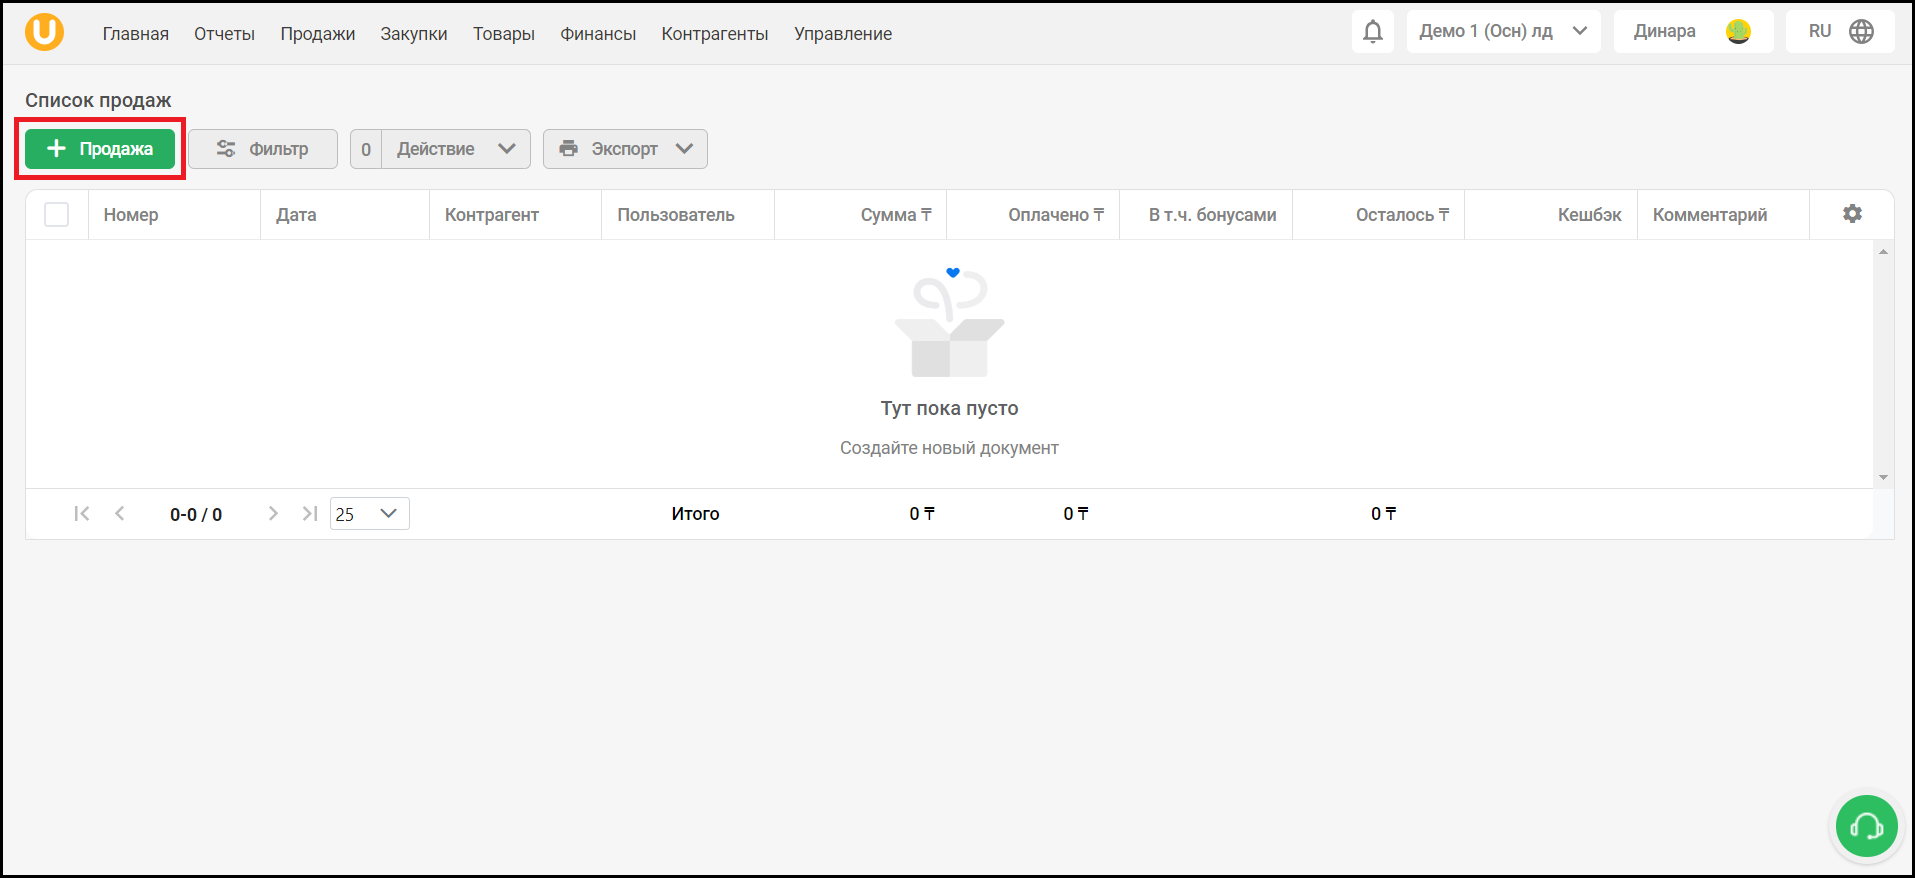 Главная Отчеты Продажи Закупки Товары Финансы Контрагенты Управление Демо 1 (Осн) лд Динара RU
Список продаж
Продажа Фильтр 0 Действие Экспорт
Номер Дата Контрагент Пользователь Сумма ₸ Оплачено ₸ В т.ч. бонусами Осталось ₸ Кешбэк Комментарий
Тут пока пусто
Создайте новый документ
0-0 / 0 25 Итого 0 ₸ 0 ₸ 0 ₸